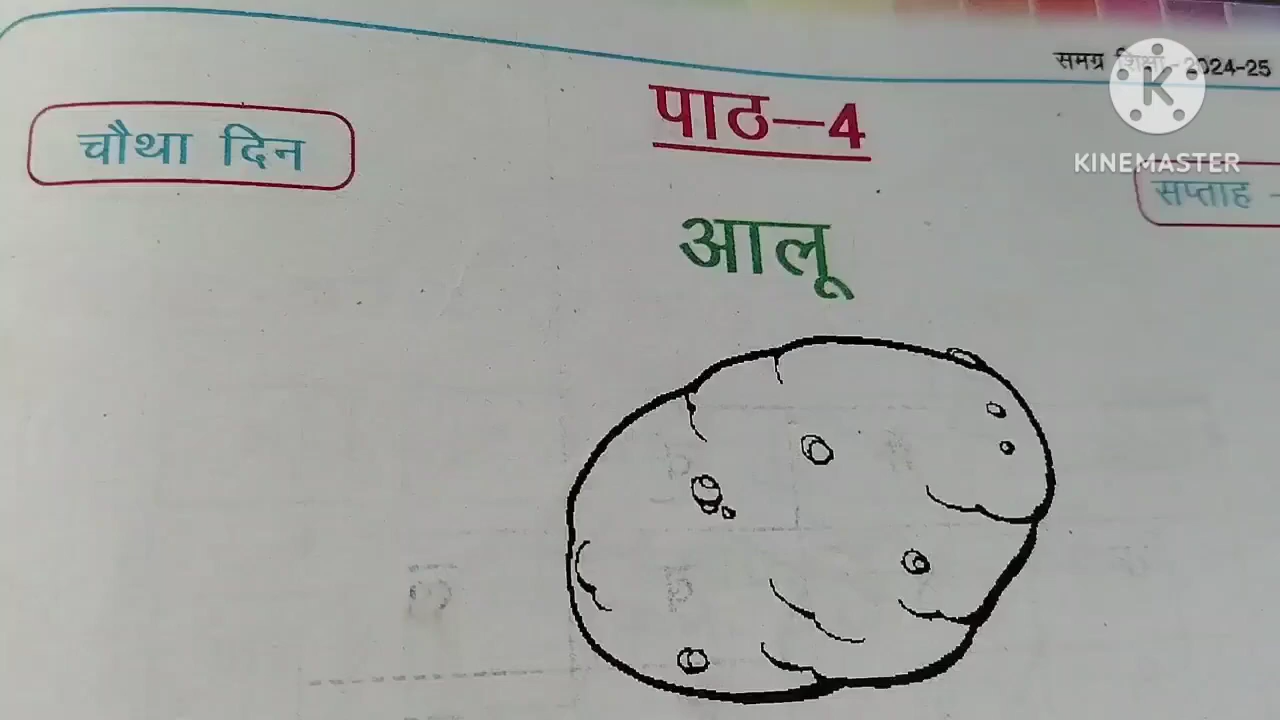 समग्र शिक्षा-2024-25
K
KINEMASTER
चौथा दिन
पाठ-4
सप्ताह -
आलू